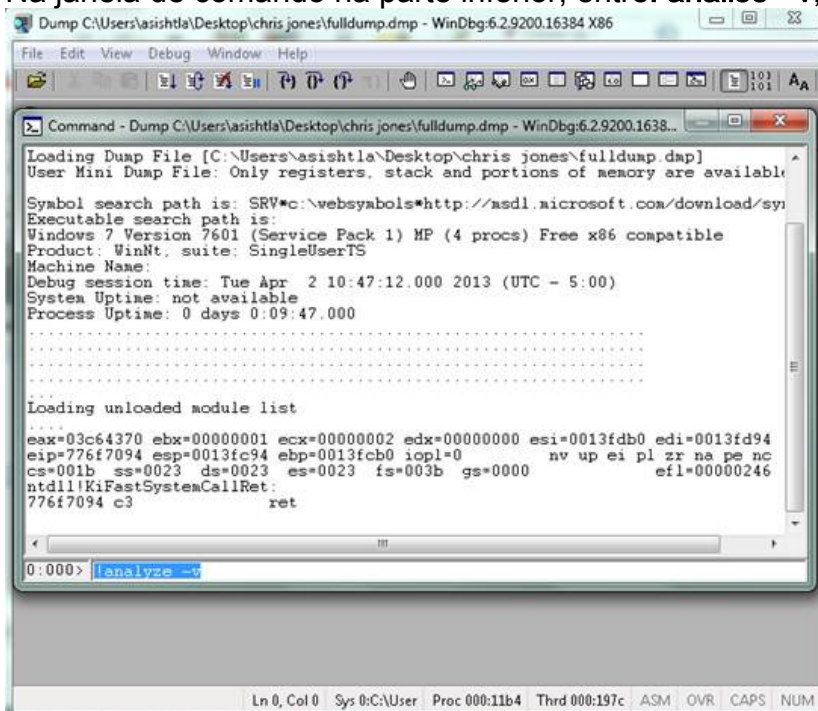 Na janela de comando na parte inferior, entre: análise -v,
Dump C:\Users\asishtla\Desktop\chris jones\fulldump.dmp - WinDbg:6.2.9200.16384 X86
File Edit View Debug Window Help
Command - Dump C:\Users\asishtla\Desktop\chris jones\fulldump.dmp - WinDbg:6.2.9200.1638...
Loading Dump File [C:\Users\asishtla\Desktop\chris jones\fulldump.dmp]
User Mini Dump File: Only registers, stack and portions of memory are available
Symbol search path is: SRV*c:\websymbols*http://msdl.microsoft.com/download/sy
Executable search path is:
Windows 7 Version 7601 (Service Pack 1) MP (4 procs) Free x86 compatible
Product: WinNt, suite: SingleUserTS
Machine Name:
Debug session time: Tue Apr 2 10:47:12.000 2013 (UTC - 5:00)
System Uptime: not available
Process Uptime: 0 days 0:09:47.000
................................................................
................................................................
................................................................
...
Loading unloaded module list
....
eax=03c64370 ebx=00000001 ecx=00000002 edx=00000000 esi=0013fdb0 edi=0013fd94
eip=776f7094 esp=0013fc94 ebp=0013fcb0 iopl=0 nv up ei pl zr na pe nc
cs=001b ss=0023 ds=0023 es=0023 fs=003b gs=0000 efl=00000246
ntdll!KiFastSystemCallRet:
776f7094 c3 ret
0:000> !analyze -v
Ln 0, Col 0 Sys 0:C:\User Proc 000:11b4 Thrd 000:197c ASM OVR CAPS NUM